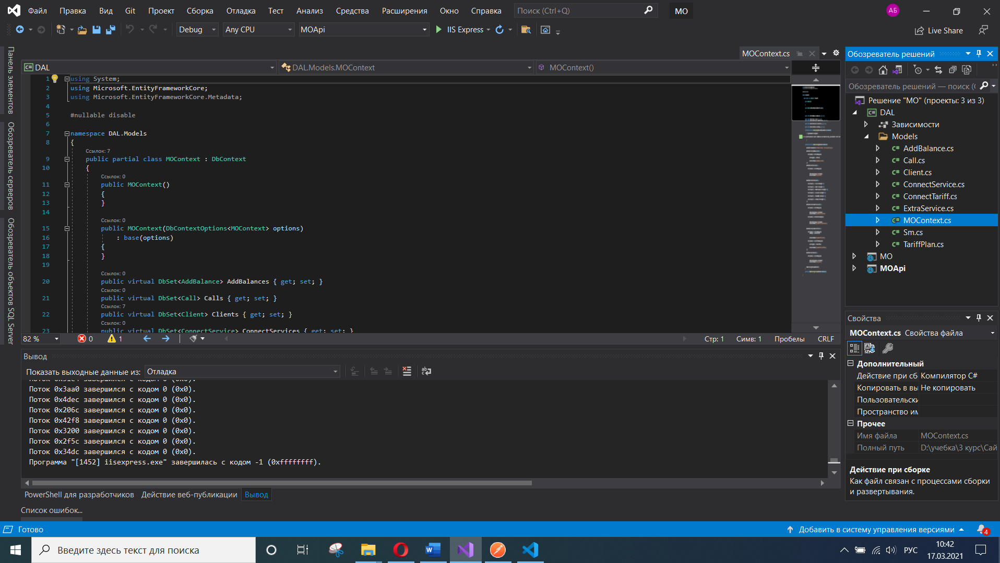 Файл Правка Вид Git Проект Сборка Отладка Тест Анализ Средства Расширения Окно Справка Поиск (Ctrl+Q) MO АБ
Debug Any CPU MOApi IIS Express Live Share
Панель элементов
Обозреватель серверов
Обозреватель объектов SQL Server
MOContext.cs
DAL DAL.Models.MOContext MOContext()
1 using System;
2 using Microsoft.EntityFrameworkCore;
3 using Microsoft.EntityFrameworkCore.Metadata;
4
5 #nullable disable
6
7 namespace DAL.Models
8 {
Ссылок: 7
9 public partial class MOContext : DbContext
10 {
Ссылок: 0
11 public MOContext()
12 {
13 }
14
Ссылок: 0
15 public MOContext(DbContextOptions<MOContext> options)
16 : base(options)
17 {
18 }
19
Ссылок: 0
20 public virtual DbSet<AddBalance> AddBalances { get; set; }
Ссылок: 0
21 public virtual DbSet<Call> Calls { get; set; }
Ссылок: 7
22 public virtual DbSet<Client> Clients { get; set; }
Ссылок: 0
23 public virtual DbSet<ConnectService> ConnectServices { get; set; }
82 % 0 1 Стр: 1 Симв: 1 Пробелы CRLF
Вывод
Показать выходные данные из: Отладка
Поток 0x3aa0 завершился с кодом 0 (0x0).
Поток 0x4dec завершился с кодом 0 (0x0).
Поток 0x206c завершился с кодом 0 (0x0).
Поток 0x42f8 завершился с кодом 0 (0x0).
Поток 0x3200 завершился с кодом 0 (0x0).
Поток 0x2f5c завершился с кодом 0 (0x0).
Поток 0x34dc завершился с кодом 0 (0x0).
Программа "[1452] iisexpress.exe" завершилась с кодом -1 (0xffffffff).
PowerShell для разработчиков Действие веб-публикации Вывод
Список ошибок...
Обозреватель решений
Обозреватель решений — поиск (
Решение "MO" (проекты: 3 из 3)
DAL
Зависимости
Models
AddBalance.cs
Call.cs
Client.cs
ConnectService.cs
ConnectTariff.cs
ExtraService.cs
MOContext.cs
Sm.cs
TariffPlan.cs
MO
MOApi
Свойства
MOContext.cs Свойства файла
Дополнительный
Действие при сб Компилятор C#
Копировать в вы Не копировать
Пользовательски
Пространство им
Прочее
Имя файла MOContext.cs
Полный путь D:\учебка\3 курс\Сай
Действие при сборке
Как файл связан с процессами сборки
и развертывания.
Готово Добавить в систему управления версиями 4
Введите здесь текст для поиска РУС 10:42
17.03.2021